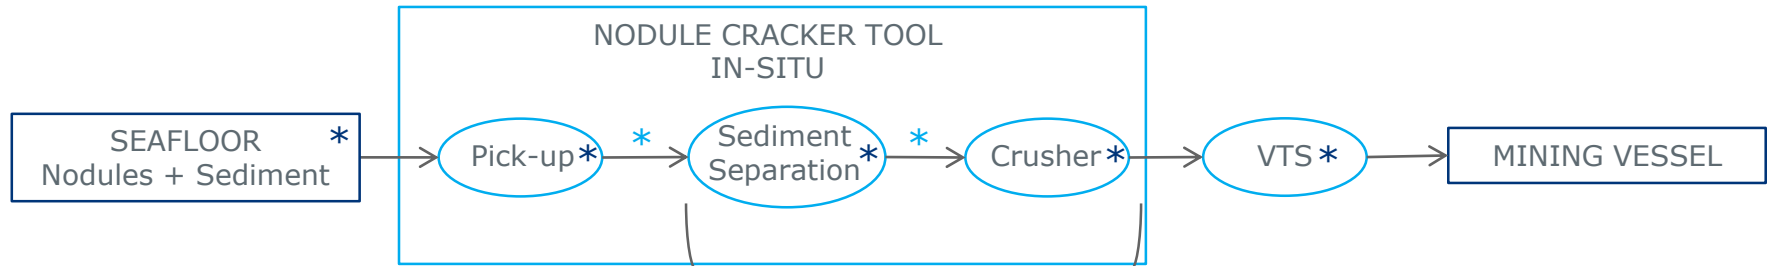 NODULE CRACKER TOOL
IN-SITU
SEAFLOOR *
Nodules + Sediment
Pick-up*
*
Sediment
Separation*
*
Crusher*
VTS*
MINING VESSEL